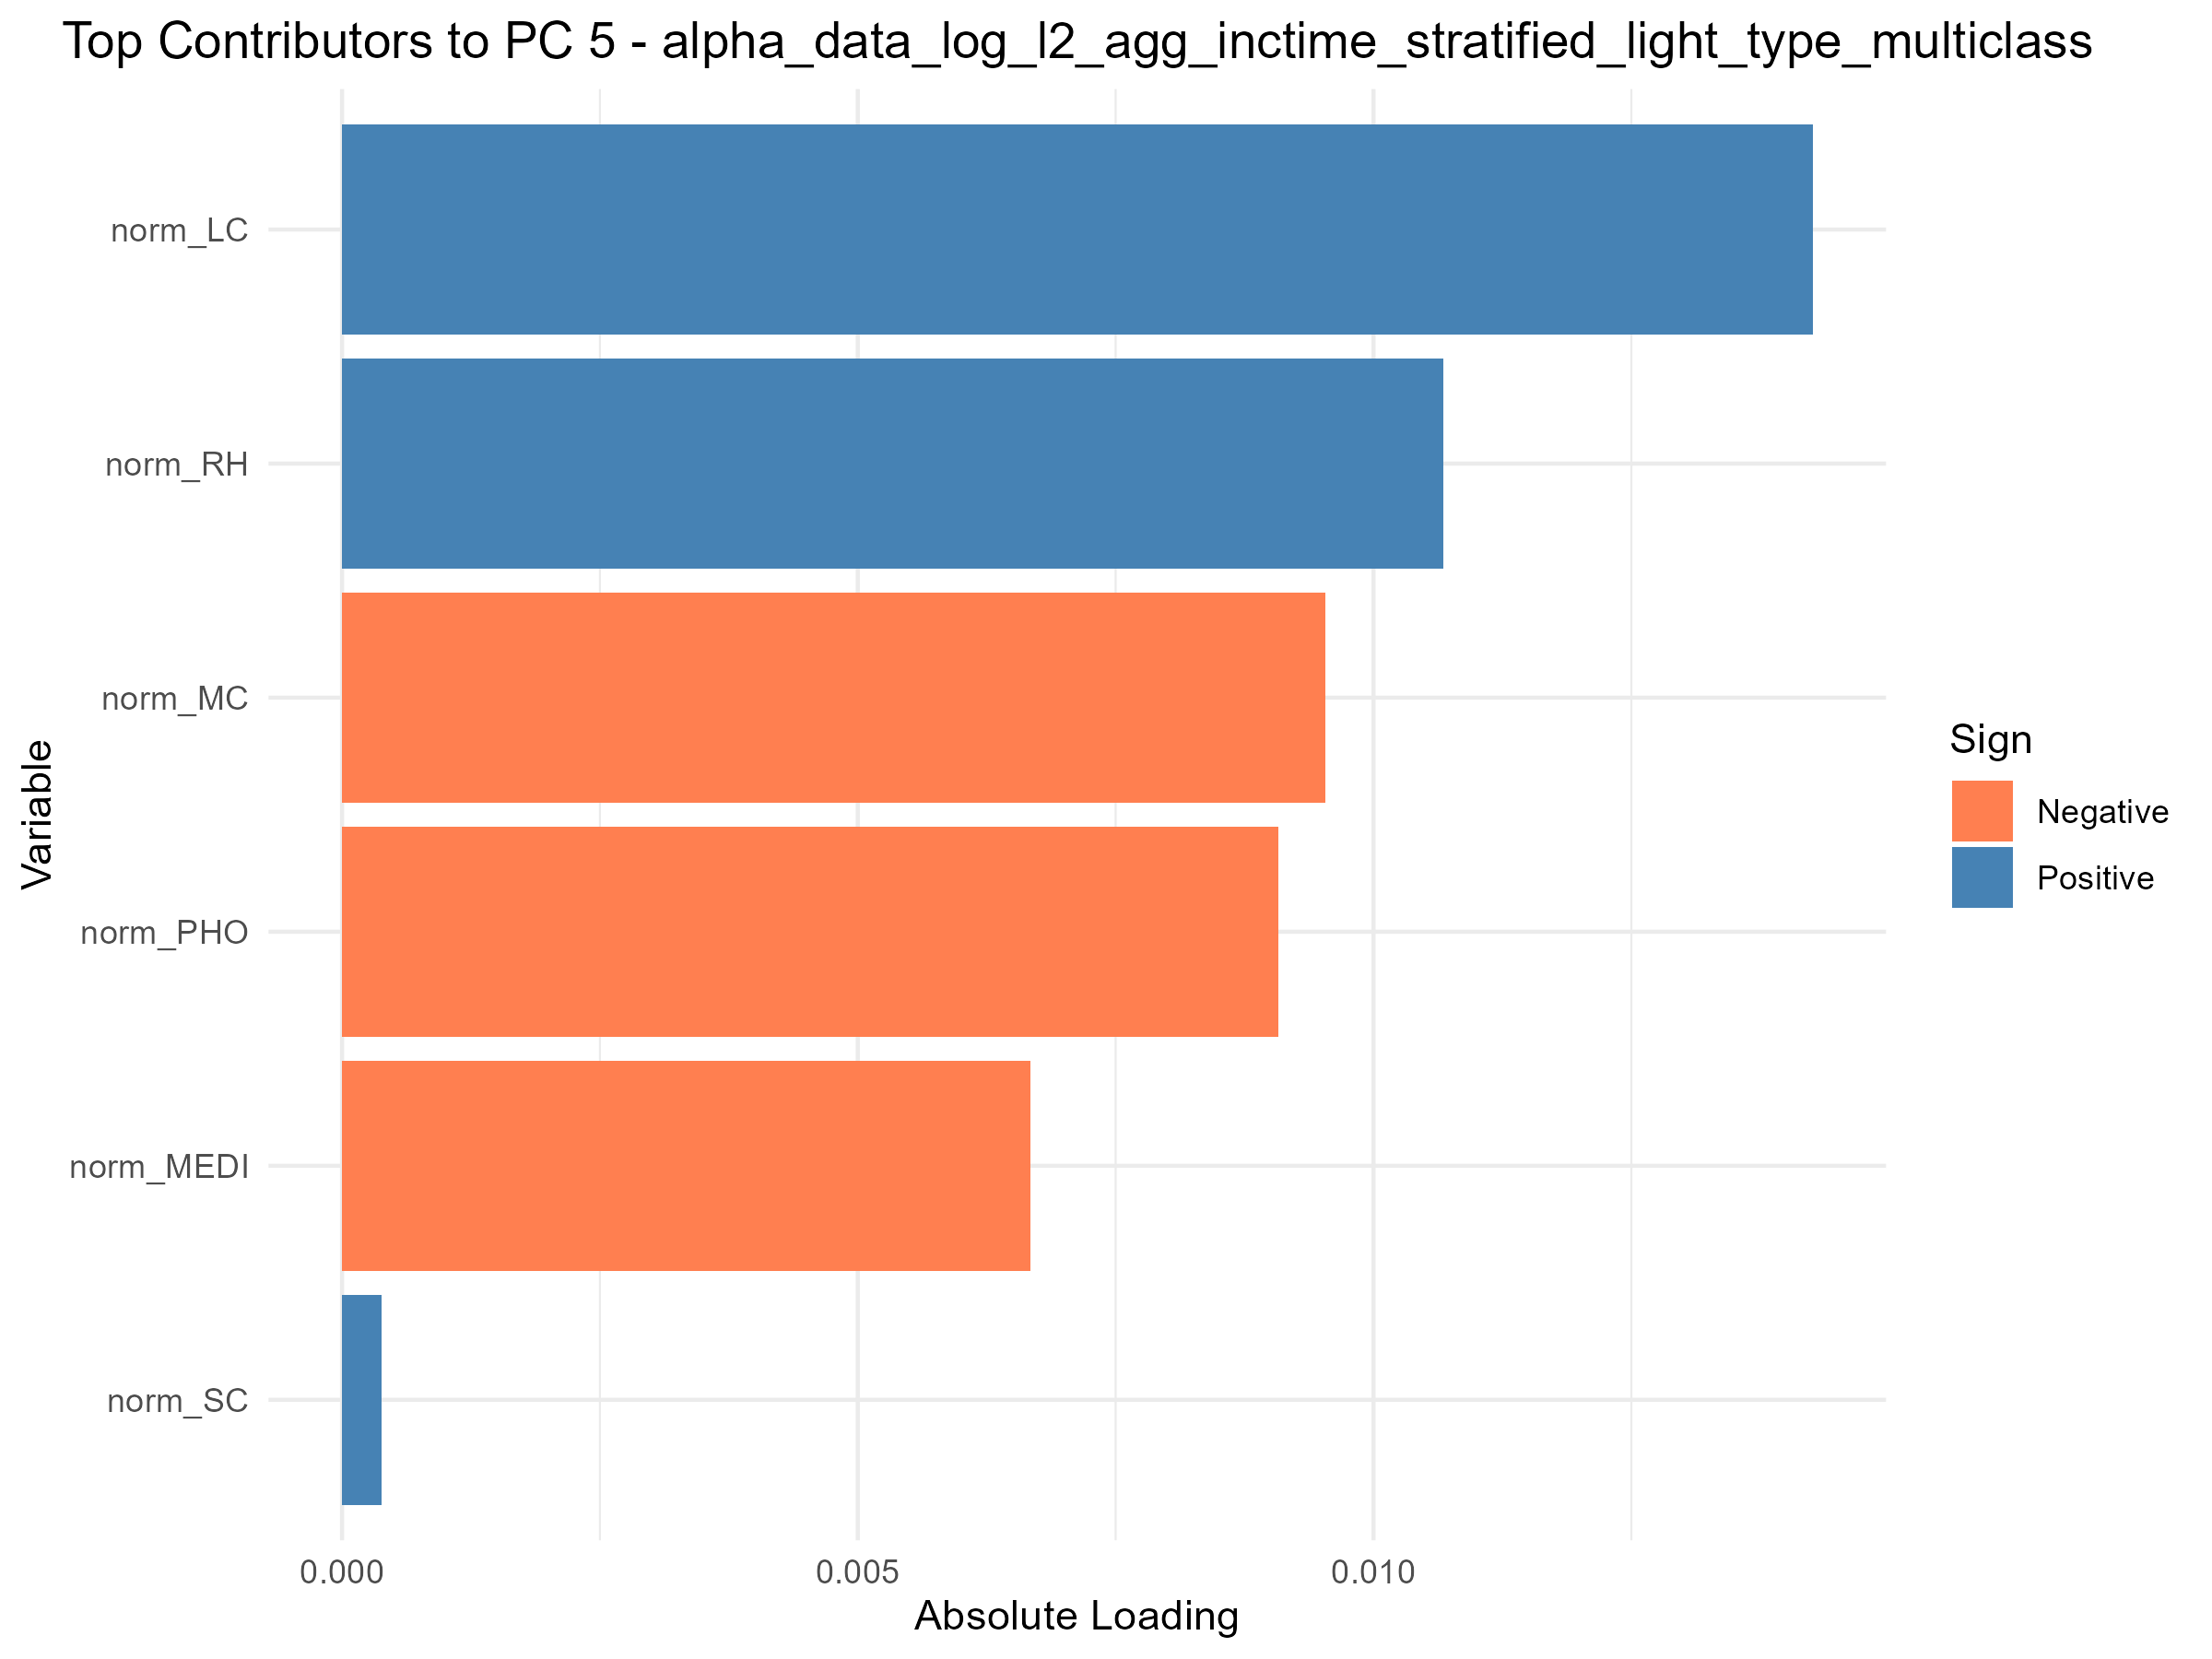 Top Contributors to PC 5 - alpha_data_log_l2_agg_inctime_stratified_light_type_multiclass
norm_LC
norm_RH
norm_MC
norm_PHO
norm_MEDI
norm_SC
Variable
0.000
0.005
0.010
Absolute Loading
Sign
Negative
Positive